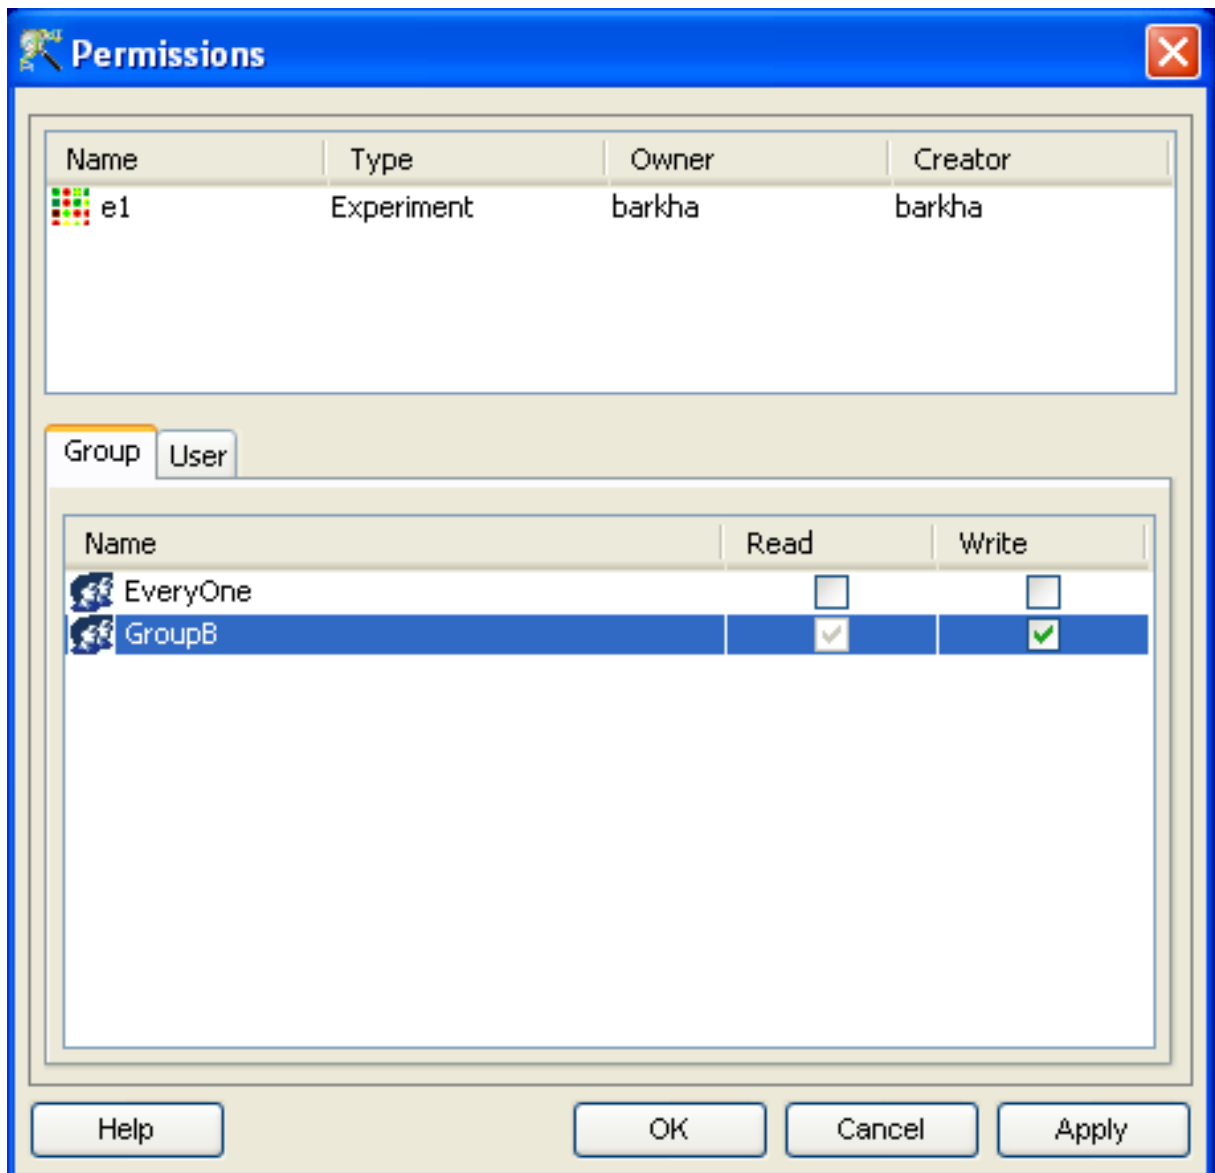 Permissions
Name Type Owner Creator
e1 Experiment barkha barkha
Group User
Name Read Write
EveryOne
GroupB
Help OK Cancel Apply